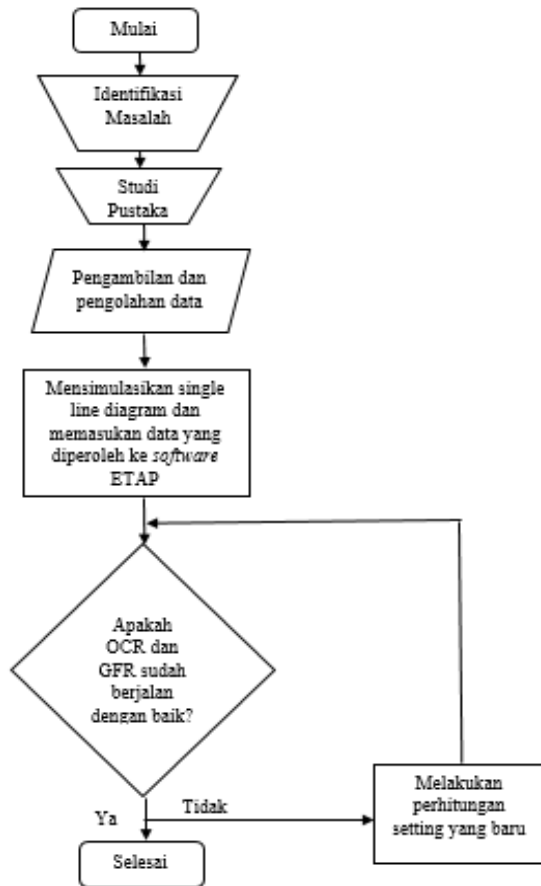 Mulai
Identifikasi
Masalah
Studi
Pustaka
Pengambilan dan
pengolahan data
Mensimulasikan single
line diagram dan
memasukan data yang
diperoleh ke software
ETAP
Apakah
OCR dan
GFR sudah
berjalan
dengan baik?
Ya
Tidak
Melakukan
perhitungan
setting yang baru
Selesai